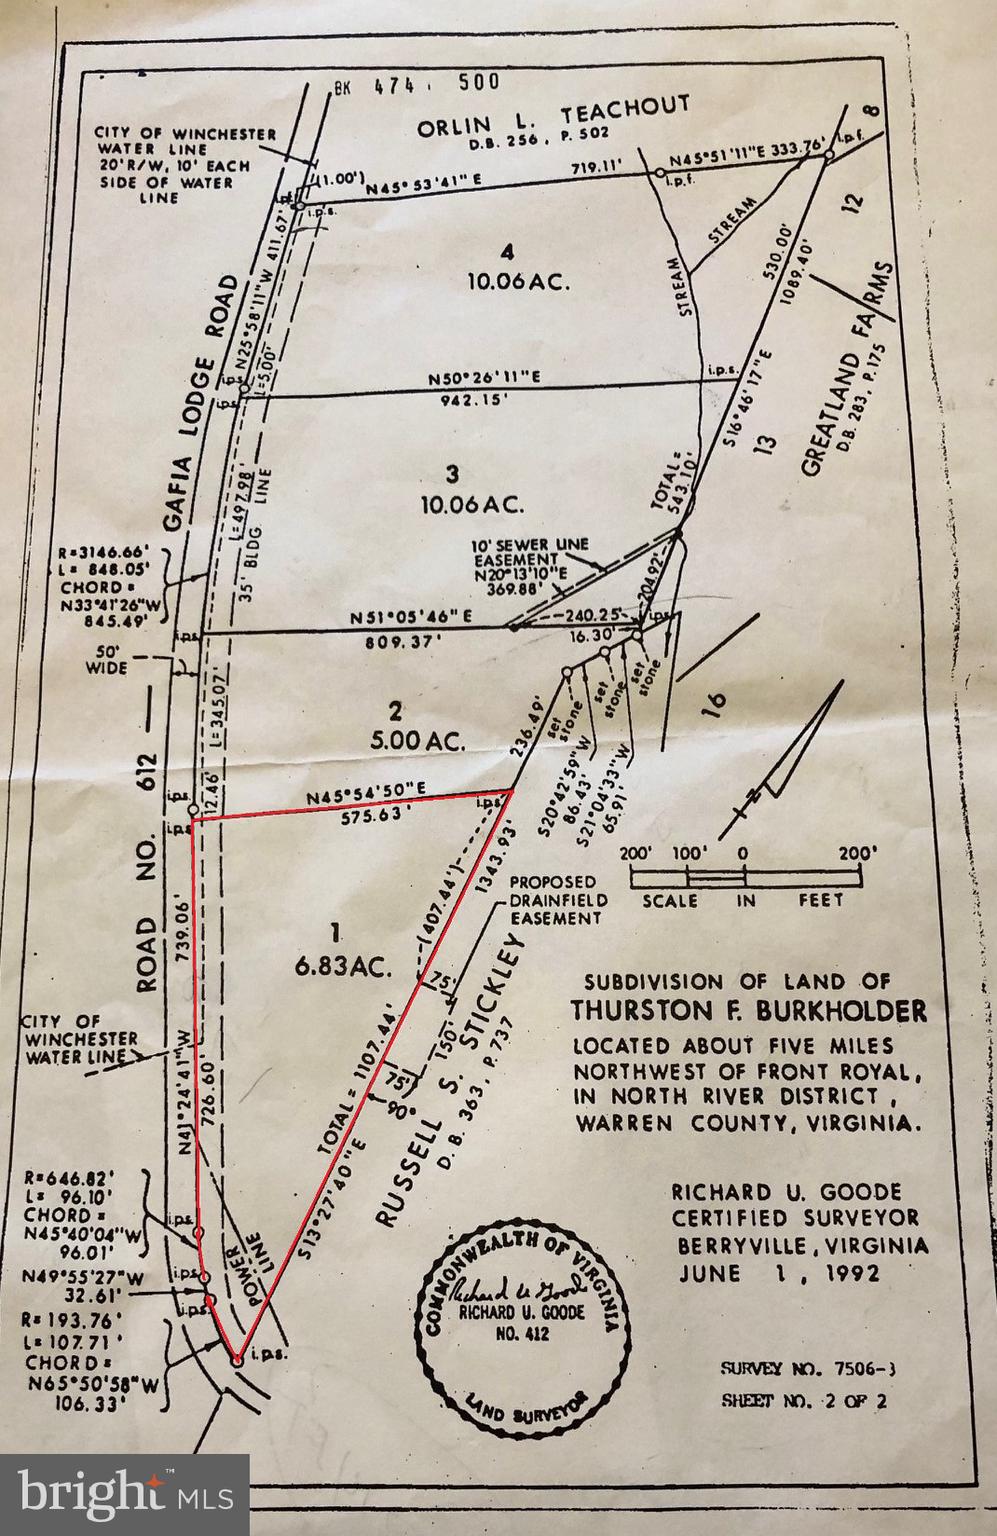 BK 474 500
CITY OF WINCHESTER
WATER LINE
20'R/W, 10' EACH
SIDE OF WATER
LINE
ORLIN L. TEACHOUT
D.B. 256, P. 502
(1.00')
N45°53'41"E
719.11'
N45°51'11"E 333.76'
i.p.f.
i.p.f.
8
i.p.s.
N25°58'11"W 411.67'
L=5.00'
4
10.06AC.
STREAM
STREAM
530.00'
1089.40'
12
GREATLAND FARMS
D.B. 283, P.175
GAFIA LODGE ROAD
i.p.s.
i.p.s.
N50°26'11"E
942.15'
i.p.s.
S16°46'17"E
13
TOTAL =
543.10'
3
10.06AC.
L=497.98'
35' BLDG LINE
10' SEWER LINE
EASEMENT
N20°13'10"E
369.88'
204.92'
R=3146.66'
L= 848.05'
CHORD =
N33°41'26"W
845.49'
i.p.s.
N51°05'46"E
809.37'
240.25'
16.30'
i.p.s.
50'
WIDE
L=345.07'
2
5.00 AC.
236.49'
set
stone
set
stone
set
stone
S20°42'59"W
86.43'
S21°04'33"W
65.91'
16
N
i.p.s.
12.46'
i.p.s.
N45°54'50"E
575.63'
i.p.s.
(407.44')
1343.93'
200' 100' 0 200'
SCALE IN FEET
ROAD NO. 612
739.06'
1
6.83AC.
PROPOSED
DRAINFIELD
EASEMENT
75'
150'
75'
90°
TOTAL = 1107.44'
S13°27'40"E
RUSSELL S. STICKLEY
D.B. 363, P. 737
CITY OF
WINCHESTER
WATER LINE
N41°24'41"W
726.60'
SUBDIVISION OF LAND OF
THURSTON F. BURKHOLDER
LOCATED ABOUT FIVE MILES
NORTHWEST OF FRONT ROYAL,
IN NORTH RIVER DISTRICT,
WARREN COUNTY, VIRGINIA.
R=646.82'
L= 96.10'
CHORD =
N45°40'04"W
96.01'
i.p.s.
N49°55'27"W
32.61'
i.p.s.
i.p.s.
POWER
LINE
R=193.76'
L=107.71'
CHORD=
N65°50'58"W
106.33'
i.p.s.
RICHARD U. GOODE
CERTIFIED SURVEYOR
BERRYVILLE, VIRGINIA
JUNE 1, 1992
COMMONWEALTH OF VIRGINIA
Richard U Goode
RICHARD U. GOODE
NO. 412
LAND SURVEYOR
SURVEY NO. 7506-3
SHEET NO. 2 OF 2
bright™ MLS